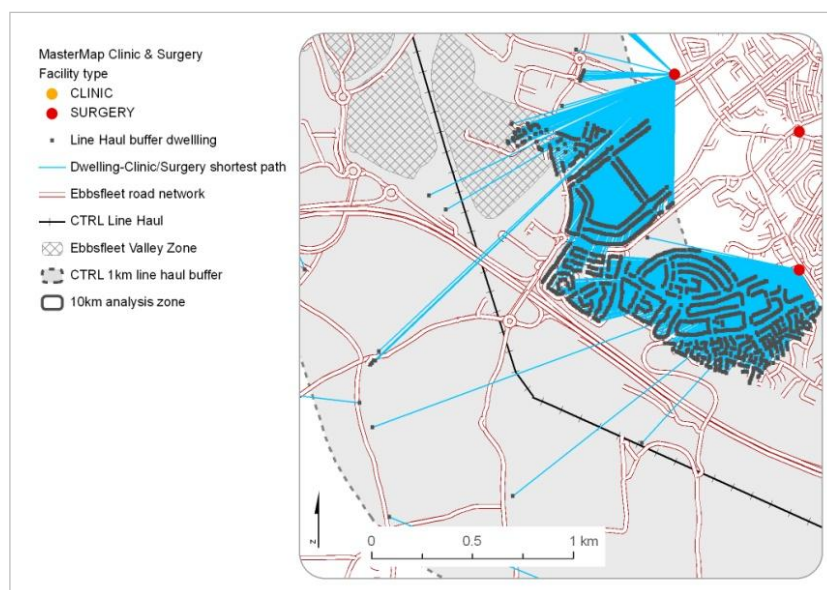 MasterMap Clinic & Surgery
Facility type
CLINIC
SURGERY
Line Haul buffer dwellling
Dwelling-Clinic/Surgery shortest path
Ebbsfleet road network
CTRL Line Haul
Ebbsfleet Valley Zone
CTRL 1km line haul buffer
10km analysis zone
N
0 0.5 1 km